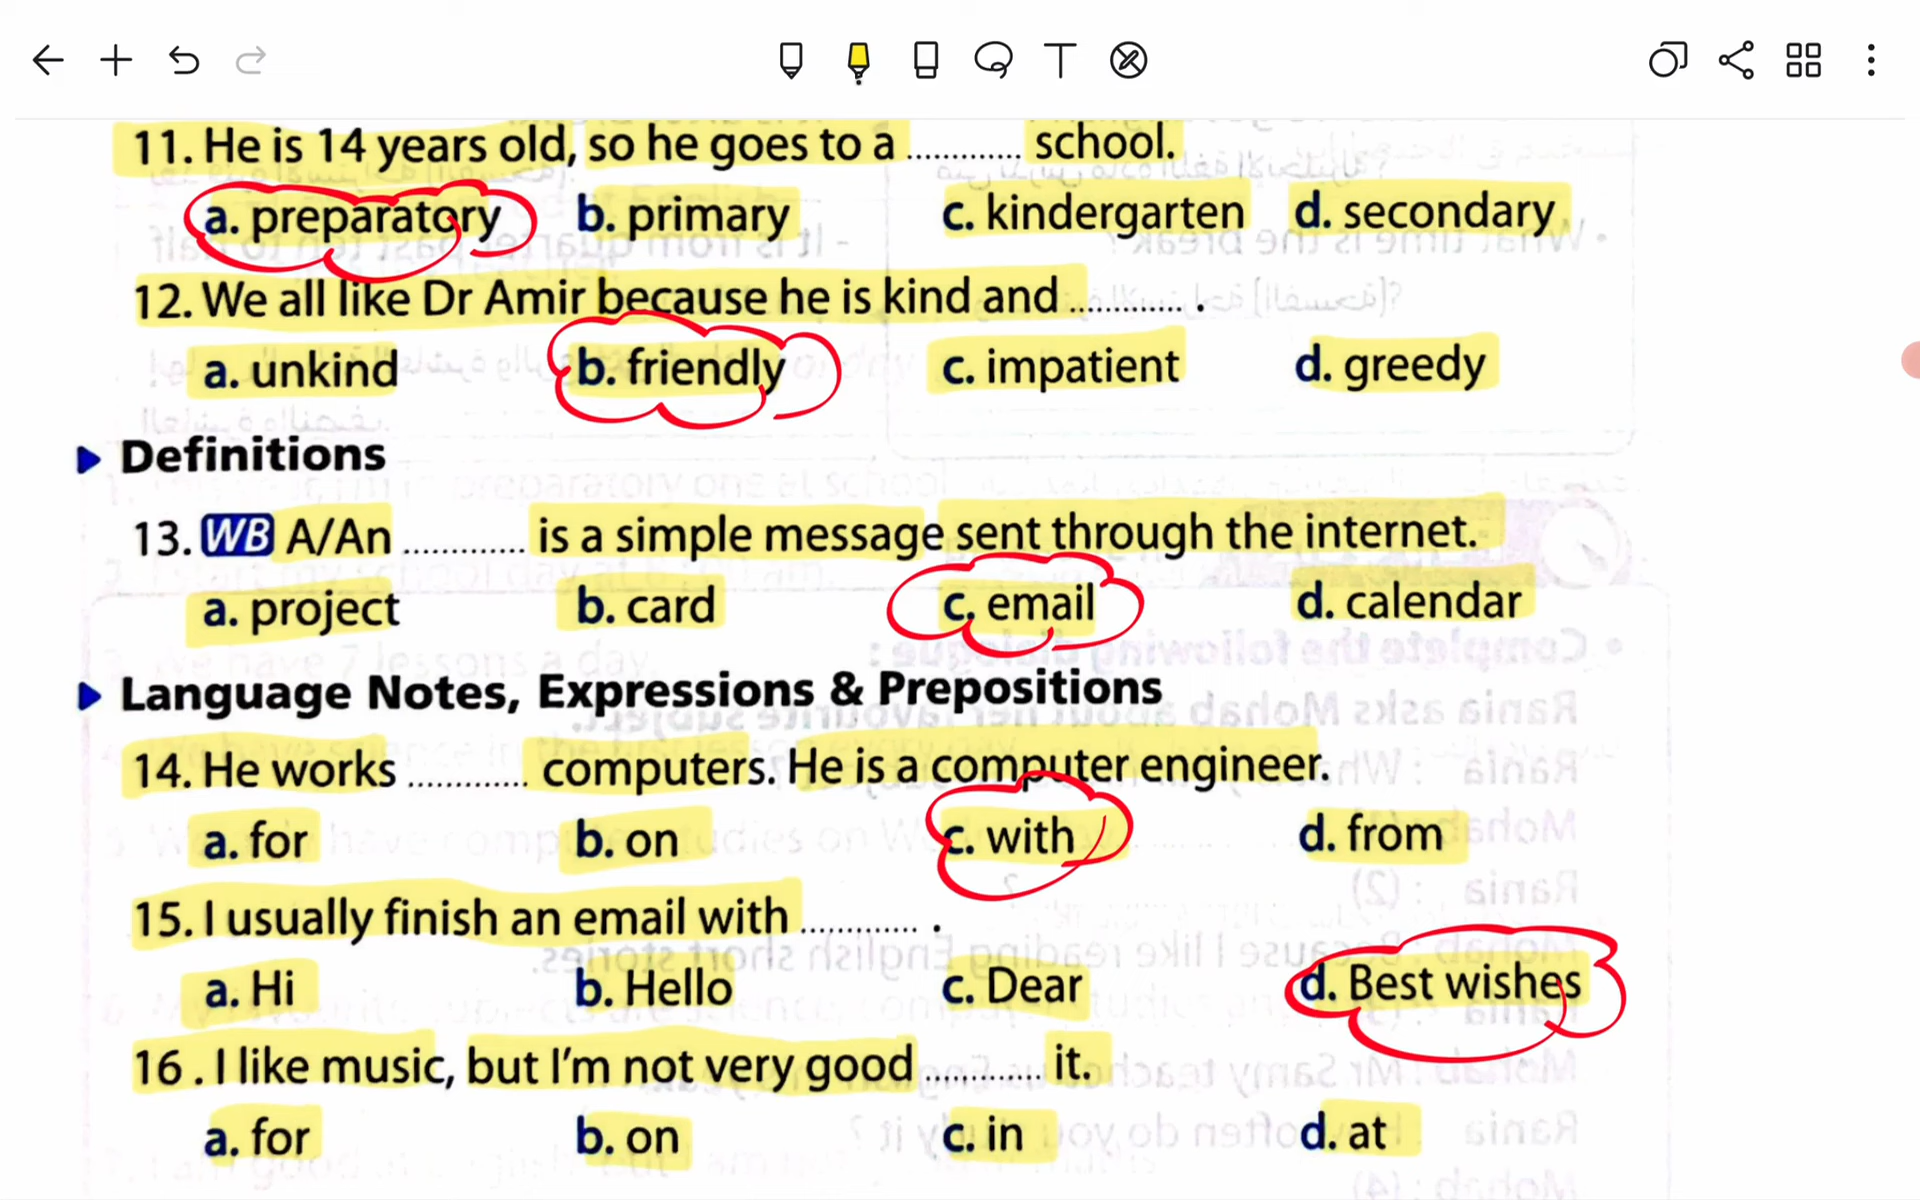 11. He is 14 years old, so he goes to a ............ school.
a. preparatory b. primary c. kindergarten d. secondary
12. We all like Dr Amir because he is kind and ............ .
a. unkind b. friendly c. impatient d. greedy
Definitions
13. WB A/An ............ is a simple message sent through the internet.
a. project b. card c. email d. calendar
Language Notes, Expressions & Prepositions
14. He works ............ computers. He is a computer engineer.
a. for b. on c. with d. from
15. I usually finish an email with ............ .
a. Hi b. Hello c. Dear d. Best wishes
16 . I like music, but I'm not very good ............ it.
a. for b. on c. in d. at